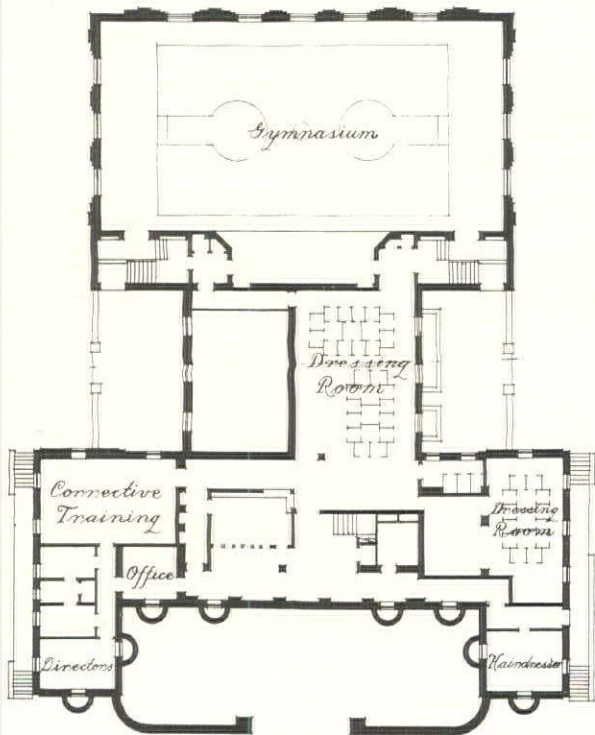 Gymnasium
Dressing
Room
Corrective
Training
Dressing
Room
Office
Directors
Hairdresser